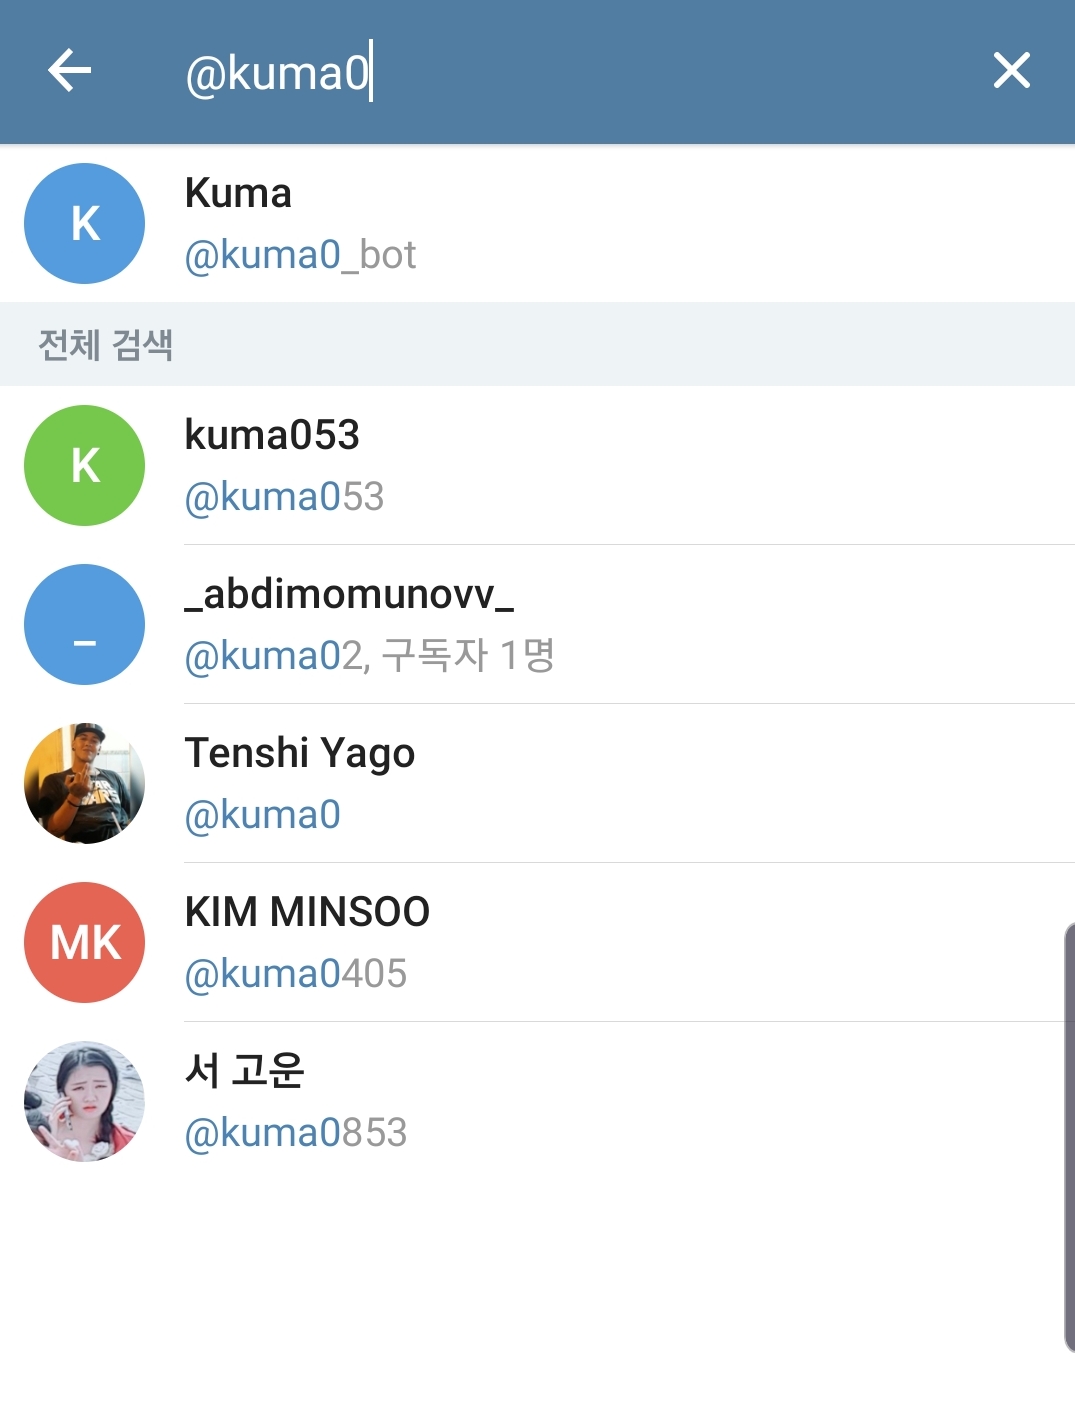 @kuma0
K
Kuma
@kuma0_bot
전체 검색
K
kuma053
@kuma053
_
_abdimomunovv_
@kuma02, 구독자 1명
Tenshi Yago
@kuma0
MK
KIM MINSOO
@kuma0405
서 고운
@kuma0853